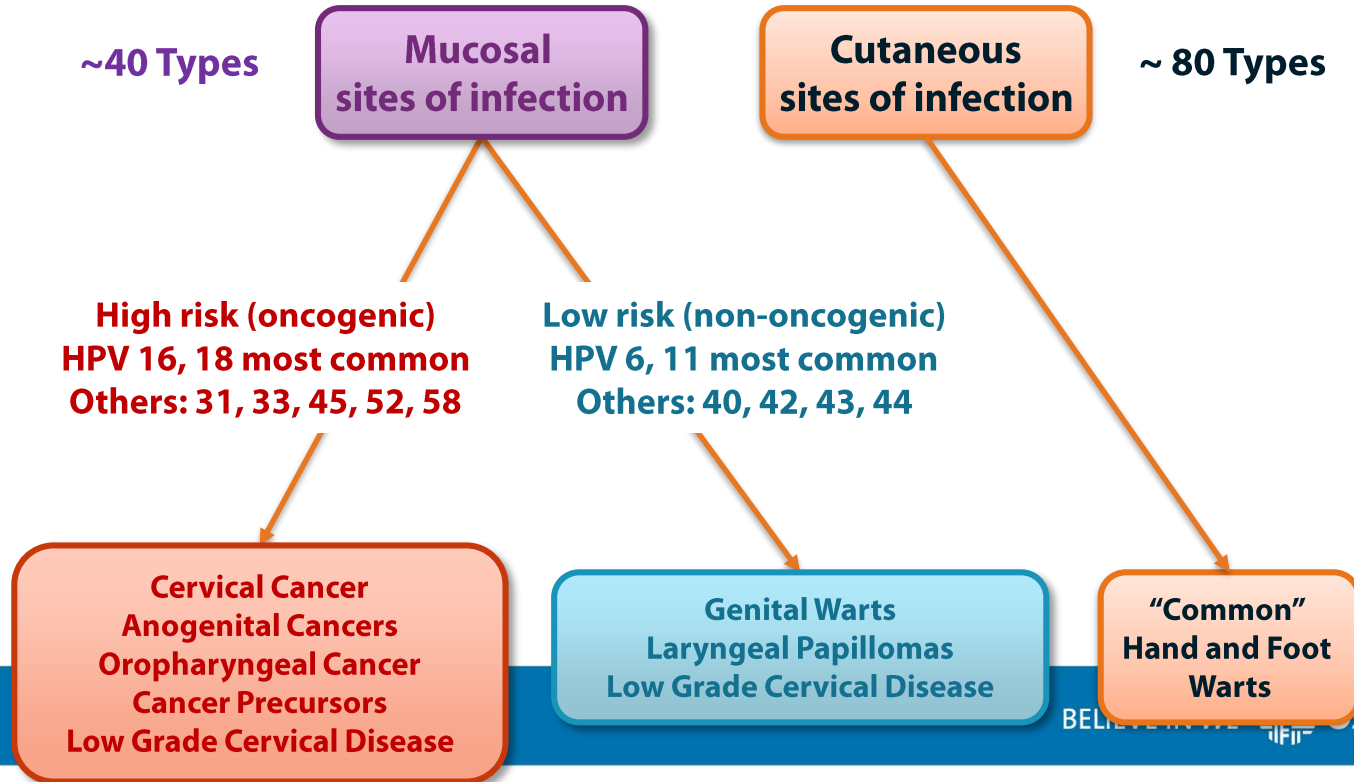 ~40 Types
Mucosal
sites of infection
Cutaneous
sites of infection
~ 80 Types
High risk (oncogenic)
HPV 16, 18 most common
Others: 31, 33, 45, 52, 58
Low risk (non-oncogenic)
HPV 6, 11 most common
Others: 40, 42, 43, 44
Cervical Cancer
Anogenital Cancers
Oropharyngeal Cancer
Cancer Precursors
Low Grade Cervical Disease
Genital Warts
Laryngeal Papillomas
Low Grade Cervical Disease
“Common”
Hand and Foot
Warts